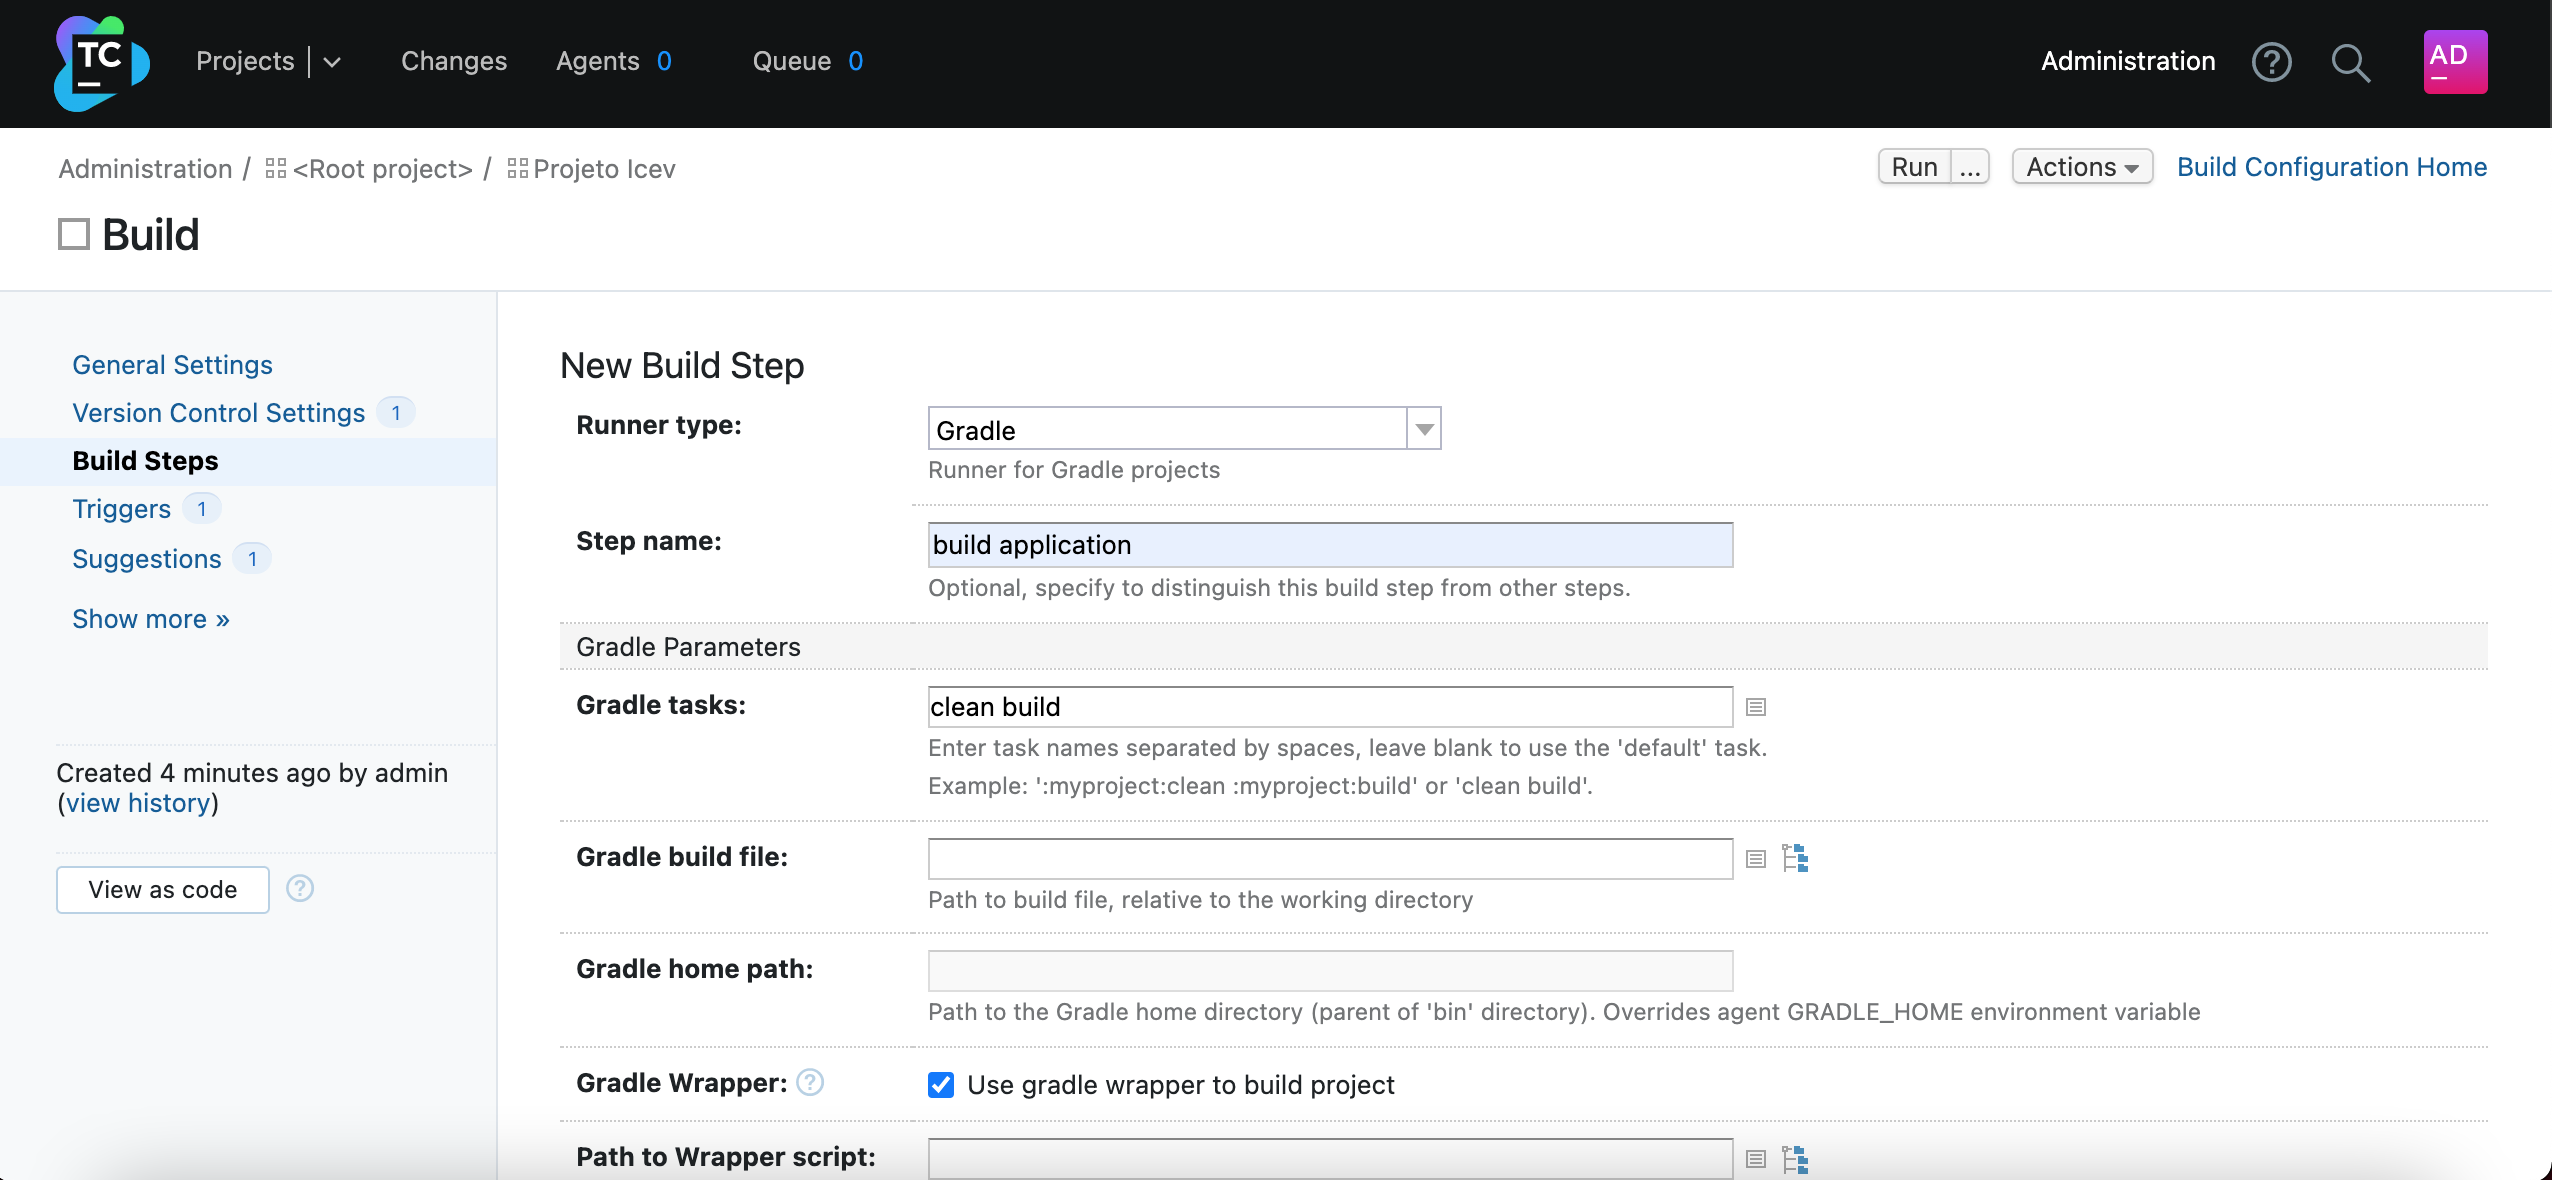 TC
Projects
Changes
Agents 0
Queue 0
Administration
AD
Administration / <Root project> / Projeto Icev
Run ...
Actions
Build Configuration Home
Build
General Settings
Version Control Settings 1
Build Steps
Triggers 1
Suggestions 1
Show more »
Created 4 minutes ago by admin
(view history)
View as code ?
New Build Step
Runner type: Gradle
Runner for Gradle projects
Step name: build application
Optional, specify to distinguish this build step from other steps.
Gradle Parameters
Gradle tasks: clean build
Enter task names separated by spaces, leave blank to use the 'default' task.
Example: ':myproject:clean :myproject:build' or 'clean build'.
Gradle build file:
Path to build file, relative to the working directory
Gradle home path:
Path to the Gradle home directory (parent of 'bin' directory). Overrides agent GRADLE_HOME environment variable
Gradle Wrapper: ? Use gradle wrapper to build project
Path to Wrapper script: